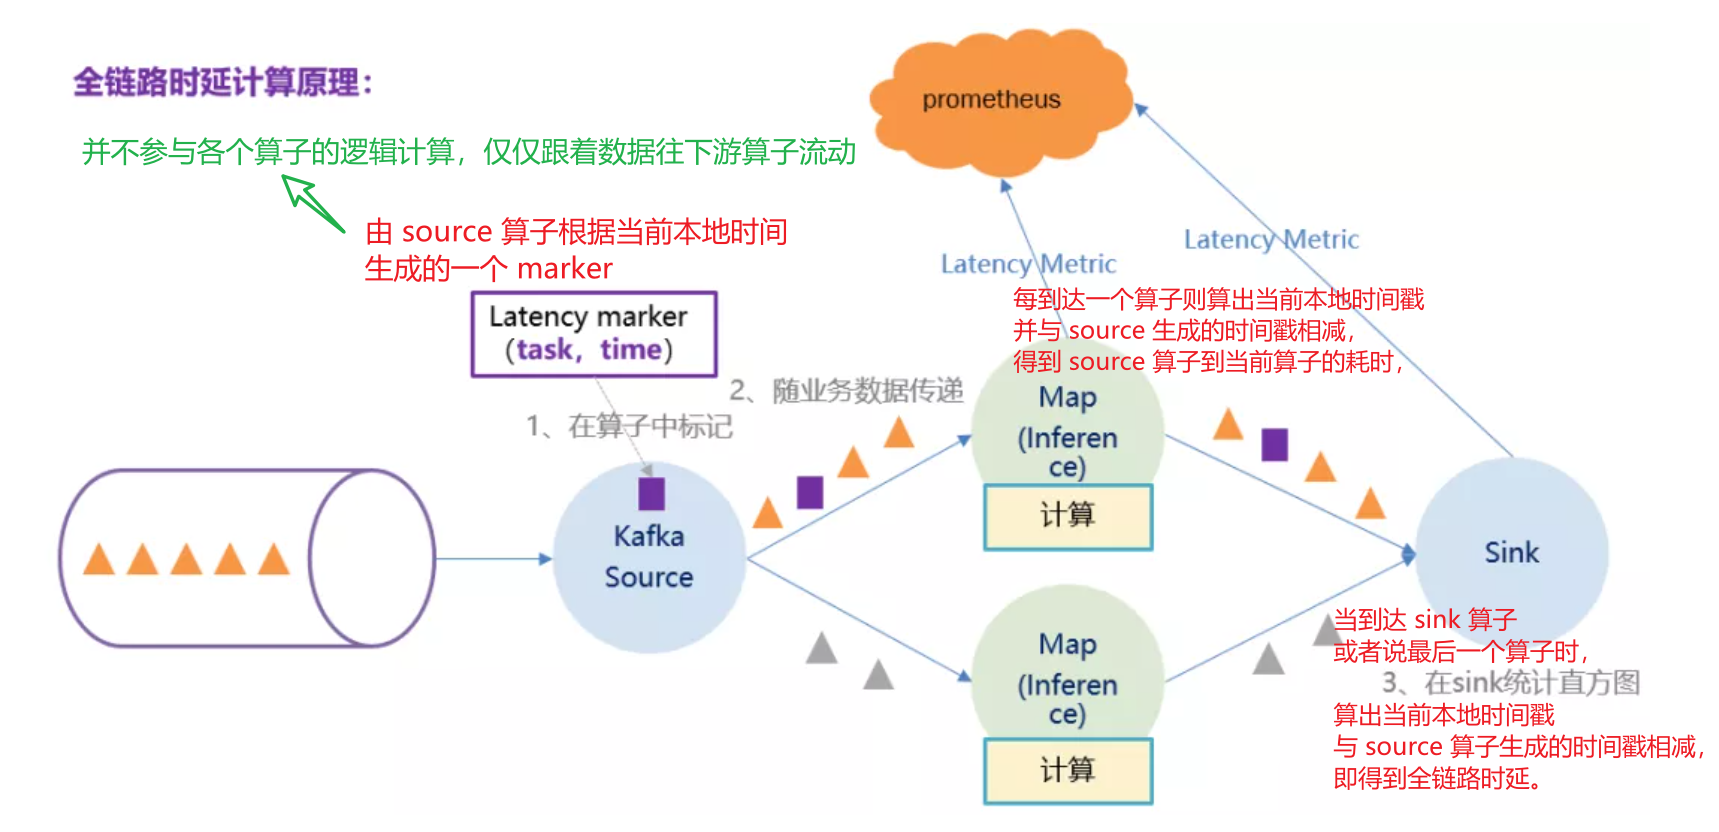 全链路时延计算原理：
并不参与各个算子的逻辑计算，仅仅跟着数据往下游算子流动
由 source 算子根据当前本地时间
生成的一个 marker
Latency marker
（task，time）
1、在算子中标记
2、随业务数据传递
Kafka
Source
prometheus
Latency Metric
Latency Metric
每到达一个算子则算出当前本地时间戳
并与 source 生成的时间戳相减，
得到 source 算子到当前算子的耗时，
Map
(Inferen
ce)
计算
Map
(Inferen
ce)
计算
Sink
当到达 sink 算子
或者说最后一个算子时，
3、在sink统计直方图
算出当前本地时间戳
与 source 算子生成的时间戳相减，
即得到全链路时延。